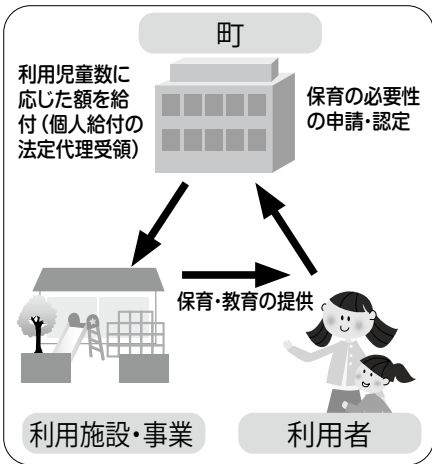 町
利用児童数に
応じた額を給
付（個人給付の
法定代理受領）
保育の必要性
の申請・認定
保育・教育の提供
利用施設・事業
利用者